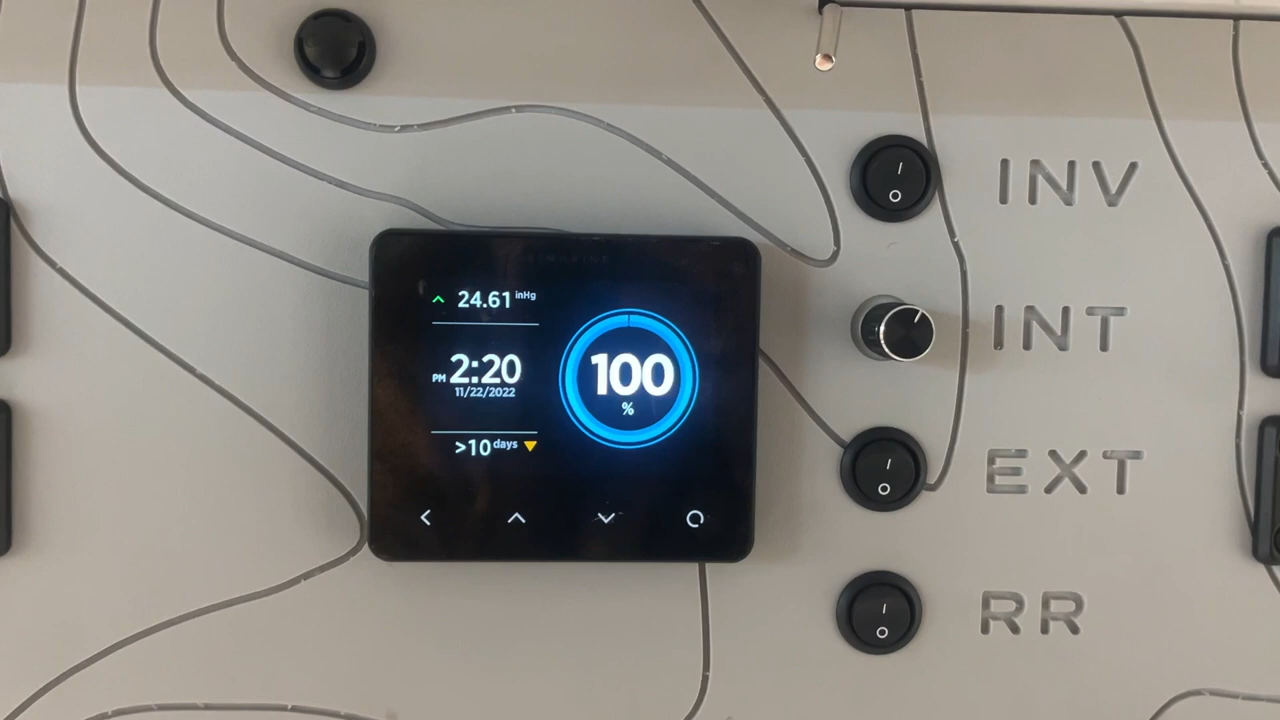 24.61 inHg
PM 2:20
11/22/2022
>10 days
100
%
INV
INT
EXT
RR